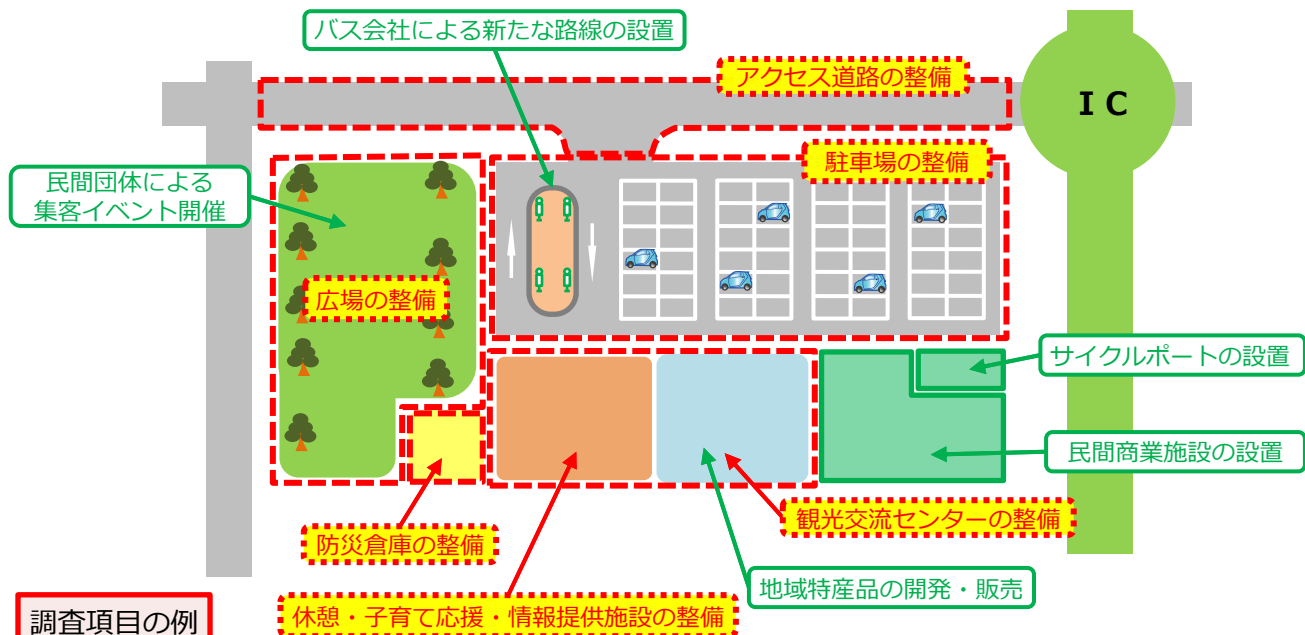 バス会社による新たな路線の設置
アクセス道路の整備
ＩＣ
駐車場の整備
民間団体による
集客イベント開催
広場の整備
サイクルポートの設置
民間商業施設の設置
観光交流センターの整備
防災倉庫の整備
地域特産品の開発・販売
休憩・子育て応援・情報提供施設の整備
調査項目の例